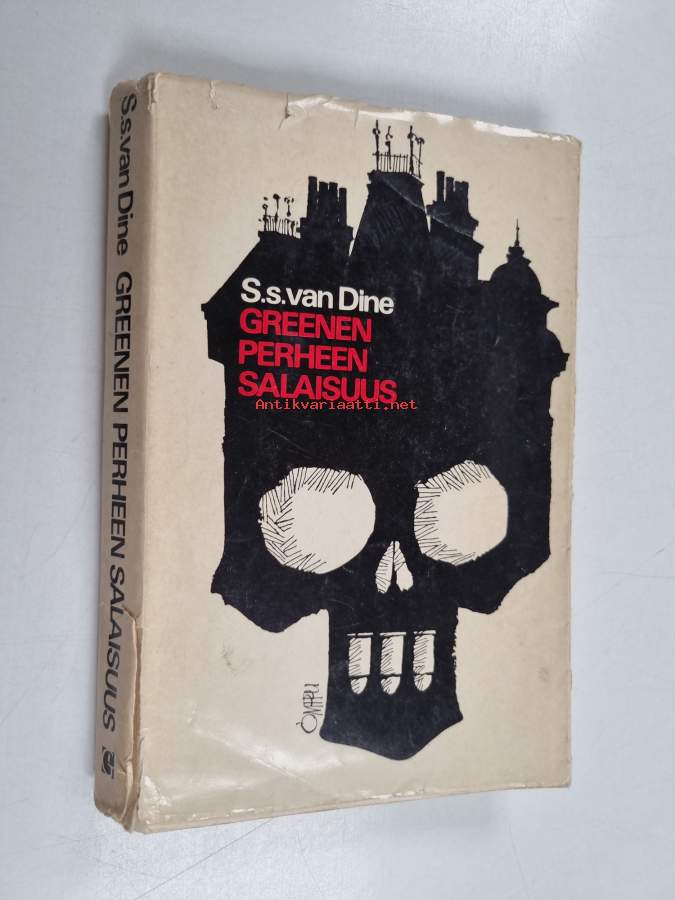 S.s.van Dine GREENEN PERHEEN SALAISUUS
S.s.van Dine
GREENEN
PERHEEN
SALAISUUS
Antikvariaatti.net